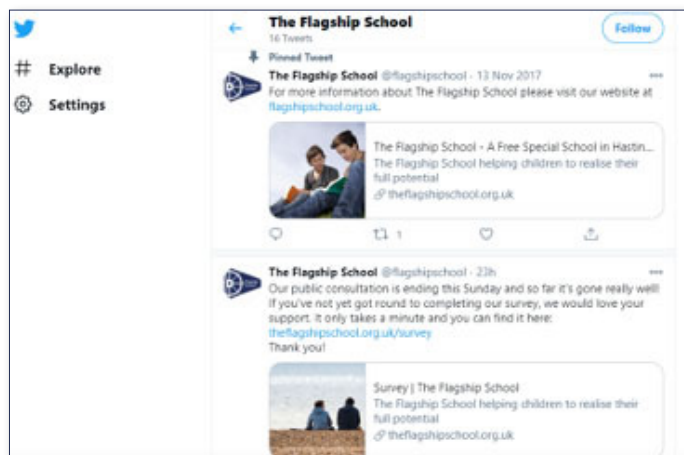 The Flagship School
16 Tweets
Follow
Explore
Settings
Pinned Tweet
The Flagship School @flagshipschool · 13 Nov 2017
For more information about The Flagship School please visit our website at
flagshipschool.org.uk.
The Flagship School - A Free Special School in Hastin...
The Flagship School helping children to realise their
full potential
theflagshipschool.org.uk
1
The Flagship School @flagshipschool · 23h
Our public consultation is ending this Sunday and so far it's gone really well!
If you've not yet got round to completing our survey, we would love your
support. It only takes a minute and you can find it here:
theflagshipschool.org.uk/survey
Thank you!
Survey | The Flagship School
The Flagship School helping children to realise their
full potential
theflagshipschool.org.uk